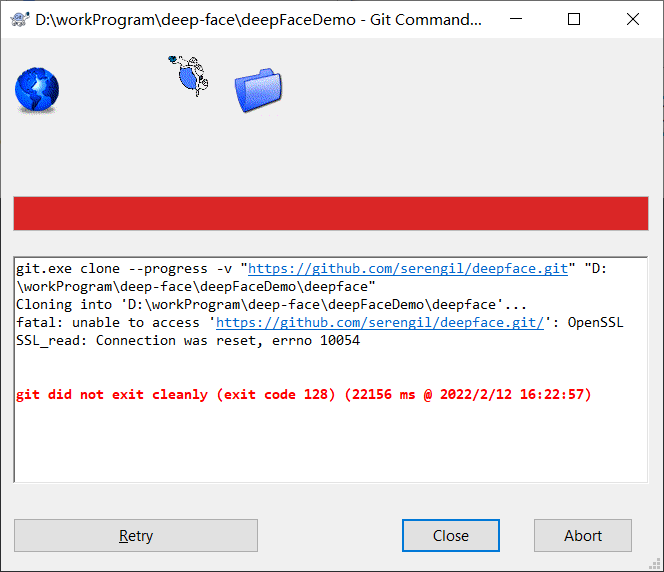 D:\workProgram\deep-face\deepFaceDemo - Git Command...
git.exe clone --progress -v "https://github.com/serengil/deepface.git" "D:
\workProgram\deep-face\deepFaceDemo\deepface"
Cloning into 'D:\workProgram\deep-face\deepFaceDemo\deepface'...
fatal: unable to access 'https://github.com/serengil/deepface.git/': OpenSSL
SSL_read: Connection was reset, errno 10054
git did not exit cleanly (exit code 128) (22156 ms @ 2022/2/12 16:22:57)
Retry
Close
Abort